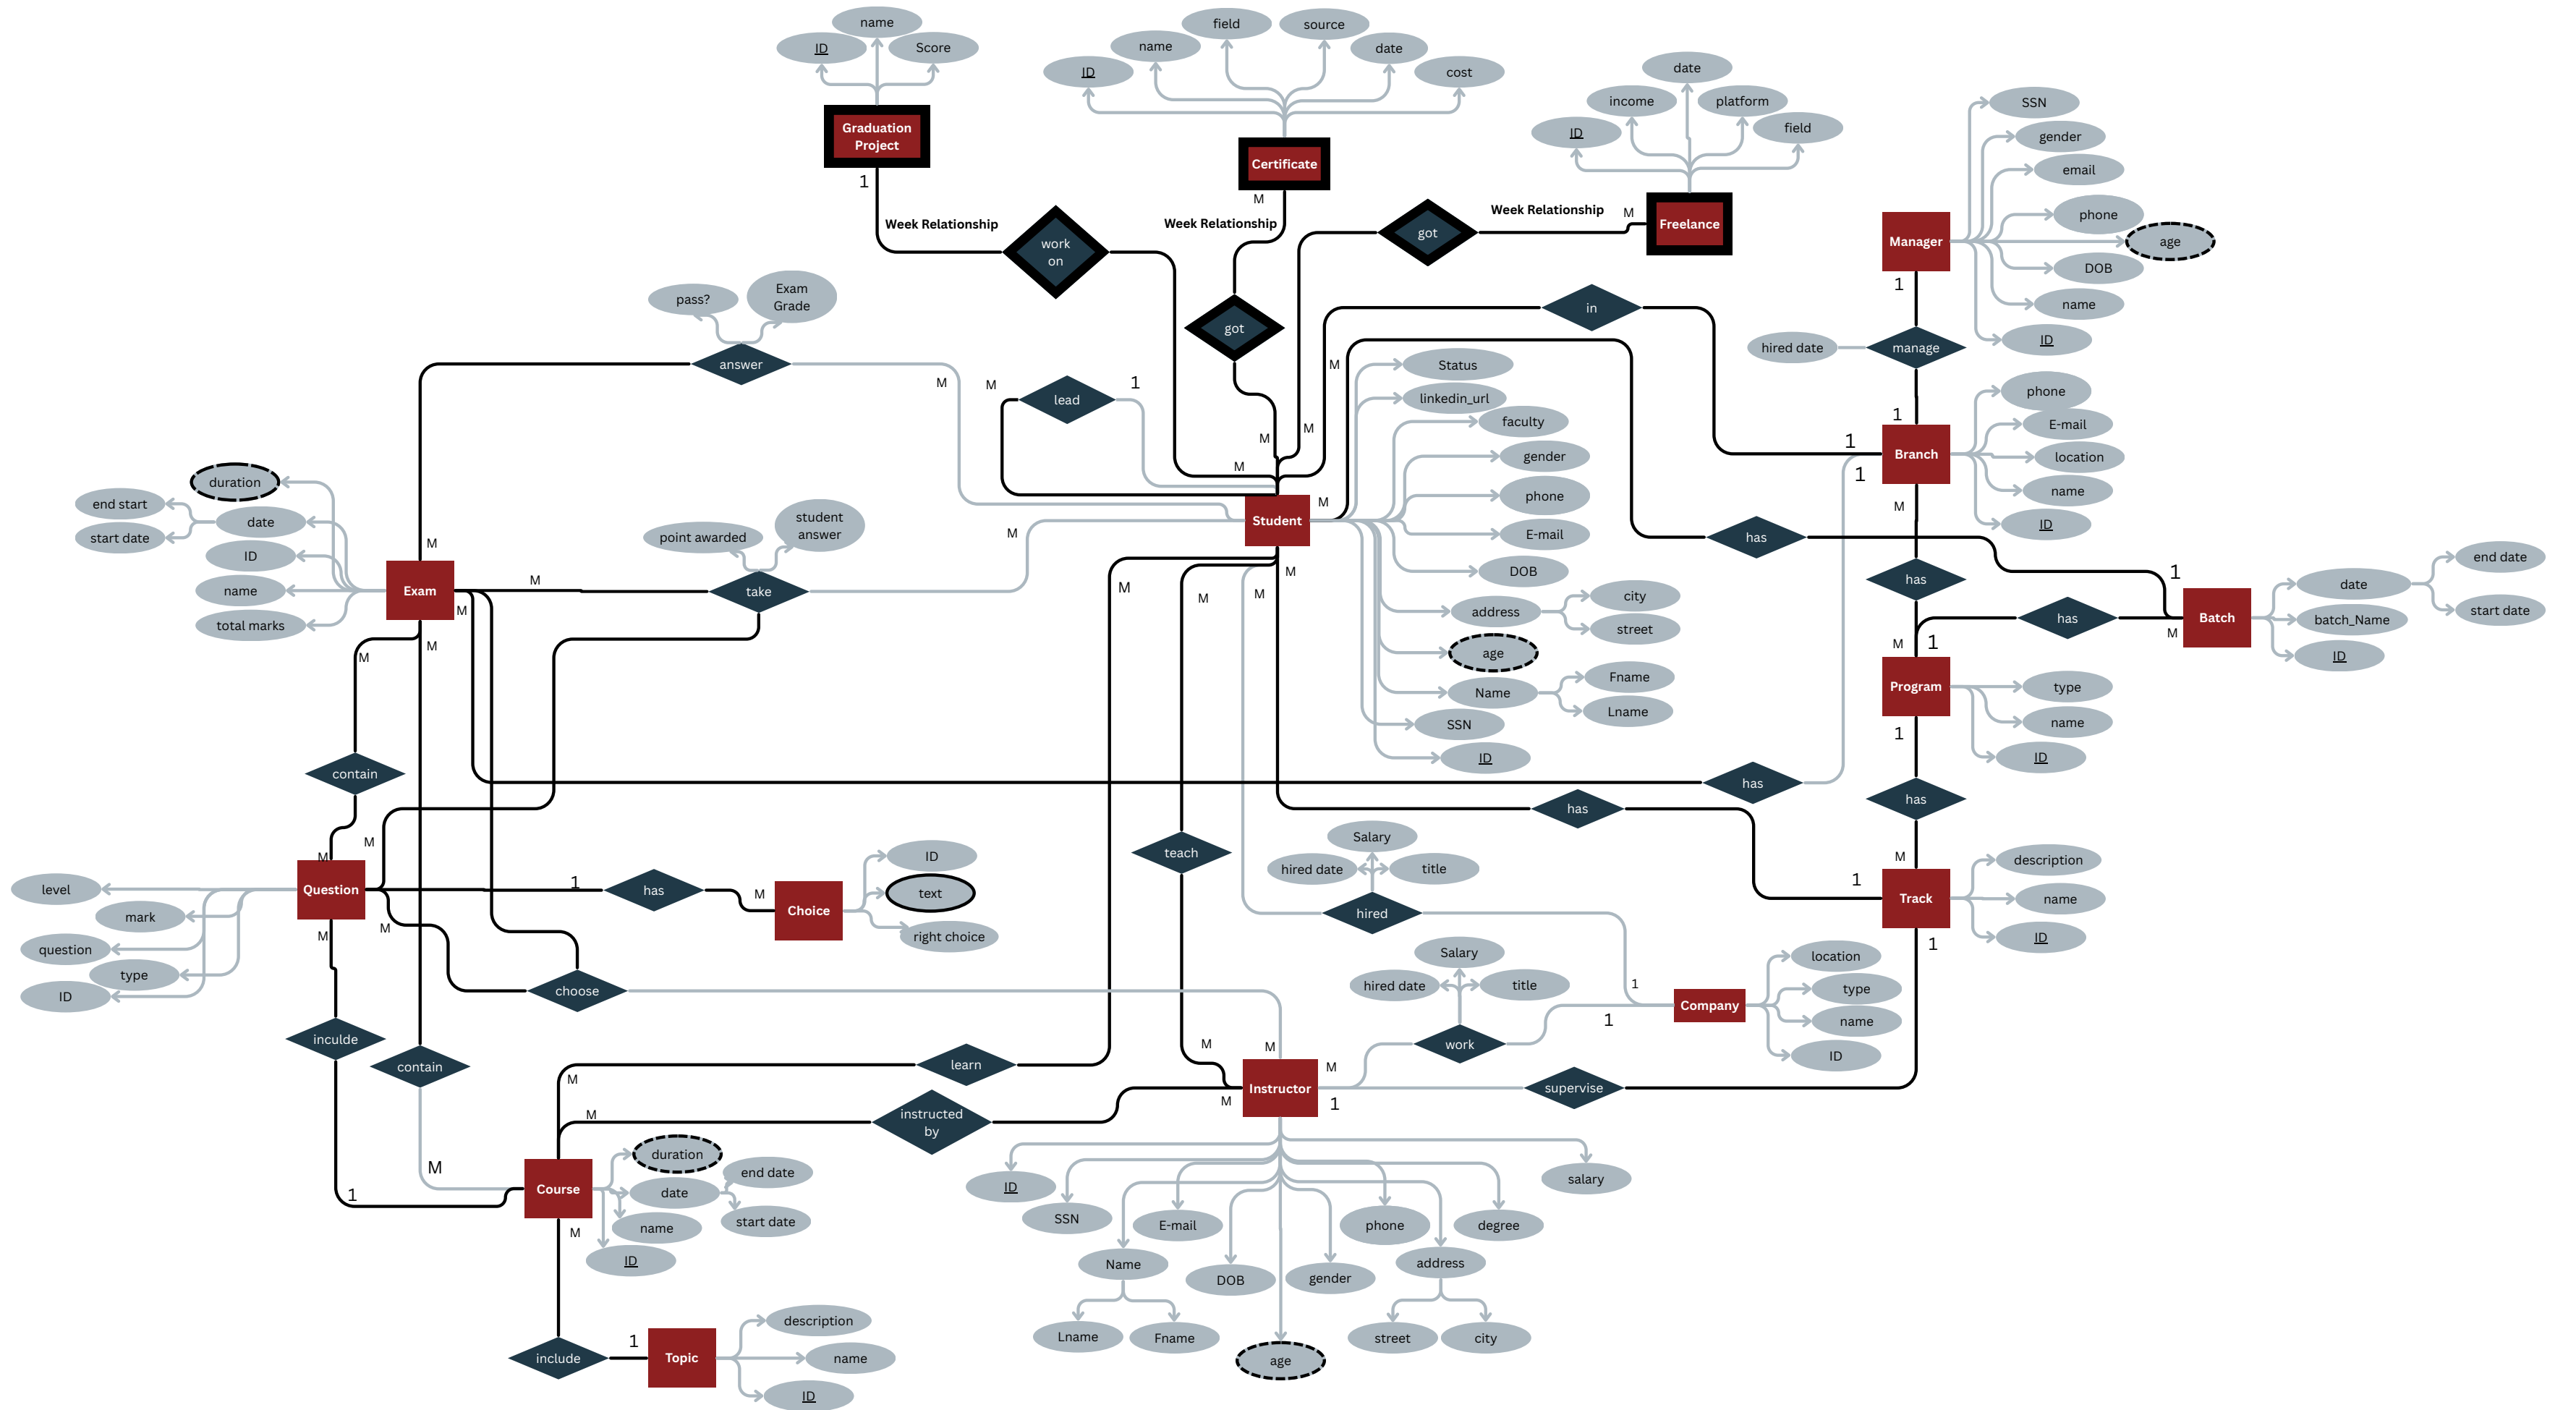 name
ID
Score
Graduation
Project
1
Week Relationship
work
on
field
source
name
date
ID
cost
Certificate
M
Week Relationship
got
date
income
platform
ID
field
Freelance
M
Week Relationship
got
SSN
gender
email
phone
age
DOB
name
ID
Manager
1
hired date
manage
1
in
pass?
Exam
Grade
answer
M
M
lead
1
M
M
M
M
M
Student
Status
linkedin_url
faculty
gender
phone
E-mail
DOB
address
city
street
age
Name
Fname
Lname
SSN
ID
1
1
Branch
phone
E-mail
location
name
ID
M
has
has
M
1
Program
type
name
ID
1
has
1
M
Batch
date
end date
start date
batch_Name
ID
has
duration
end start
date
start date
ID
name
total marks
M
Exam
M
M
M
M
point awarded
student
answer
take
M
M
M
M
M
contain
has
has
M
M
Question
level
mark
question
type
ID
M
M
1
has
M
Choice
ID
text
right choice
choose
teach
Salary
hired date
title
hired
1
M
Track
description
name
ID
1
inculde
contain
Salary
hired date
title
work
1
1
Company
location
type
name
ID
learn
M
M
M
M
M
1
Instructor
supervise
instructed
by
M
M
1
Course
duration
date
end date
start date
name
ID
M
include
1
Topic
description
name
ID
ID
SSN
Name
E-mail
DOB
gender
phone
address
degree
salary
Lname
Fname
age
street
city